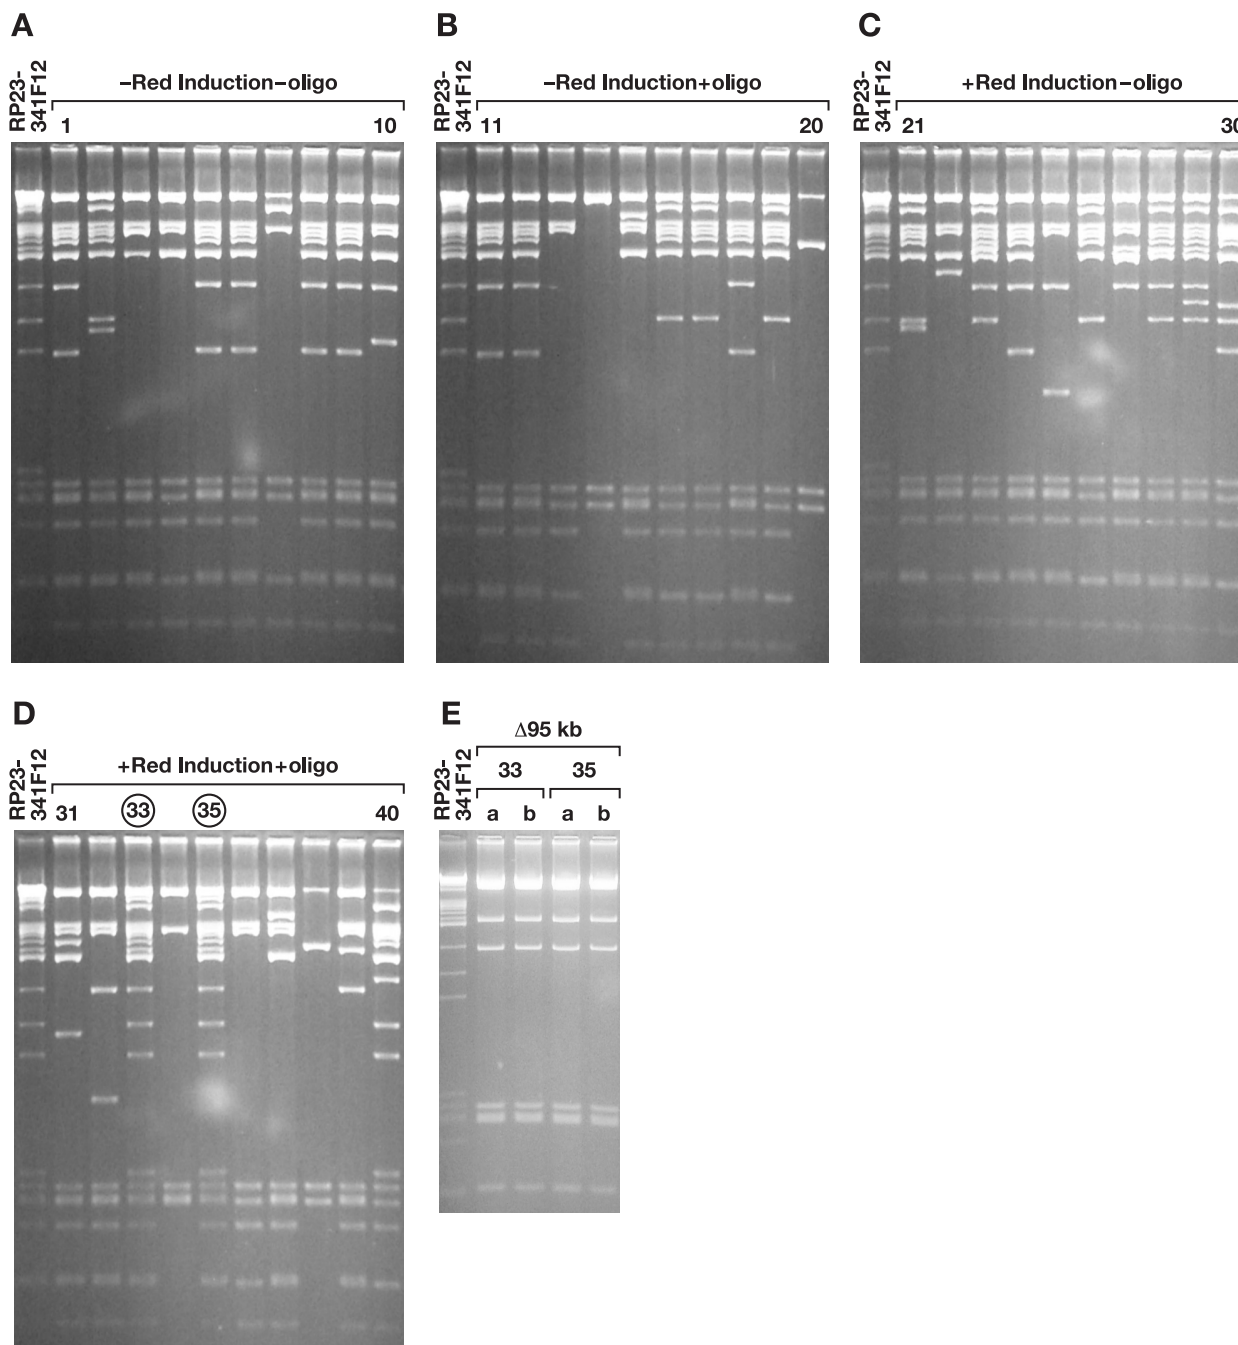 A
RP23-
341F12
−Red Induction−oligo
1
10
B
RP23-
341F12
−Red Induction+oligo
11
20
C
RP23-
341F12
+Red Induction−oligo
21
30
D
RP23-
341F12
+Red Induction+oligo
31
33
35
40
E
RP23-
341F12
Δ95 kb
33
35
a
b
a
b